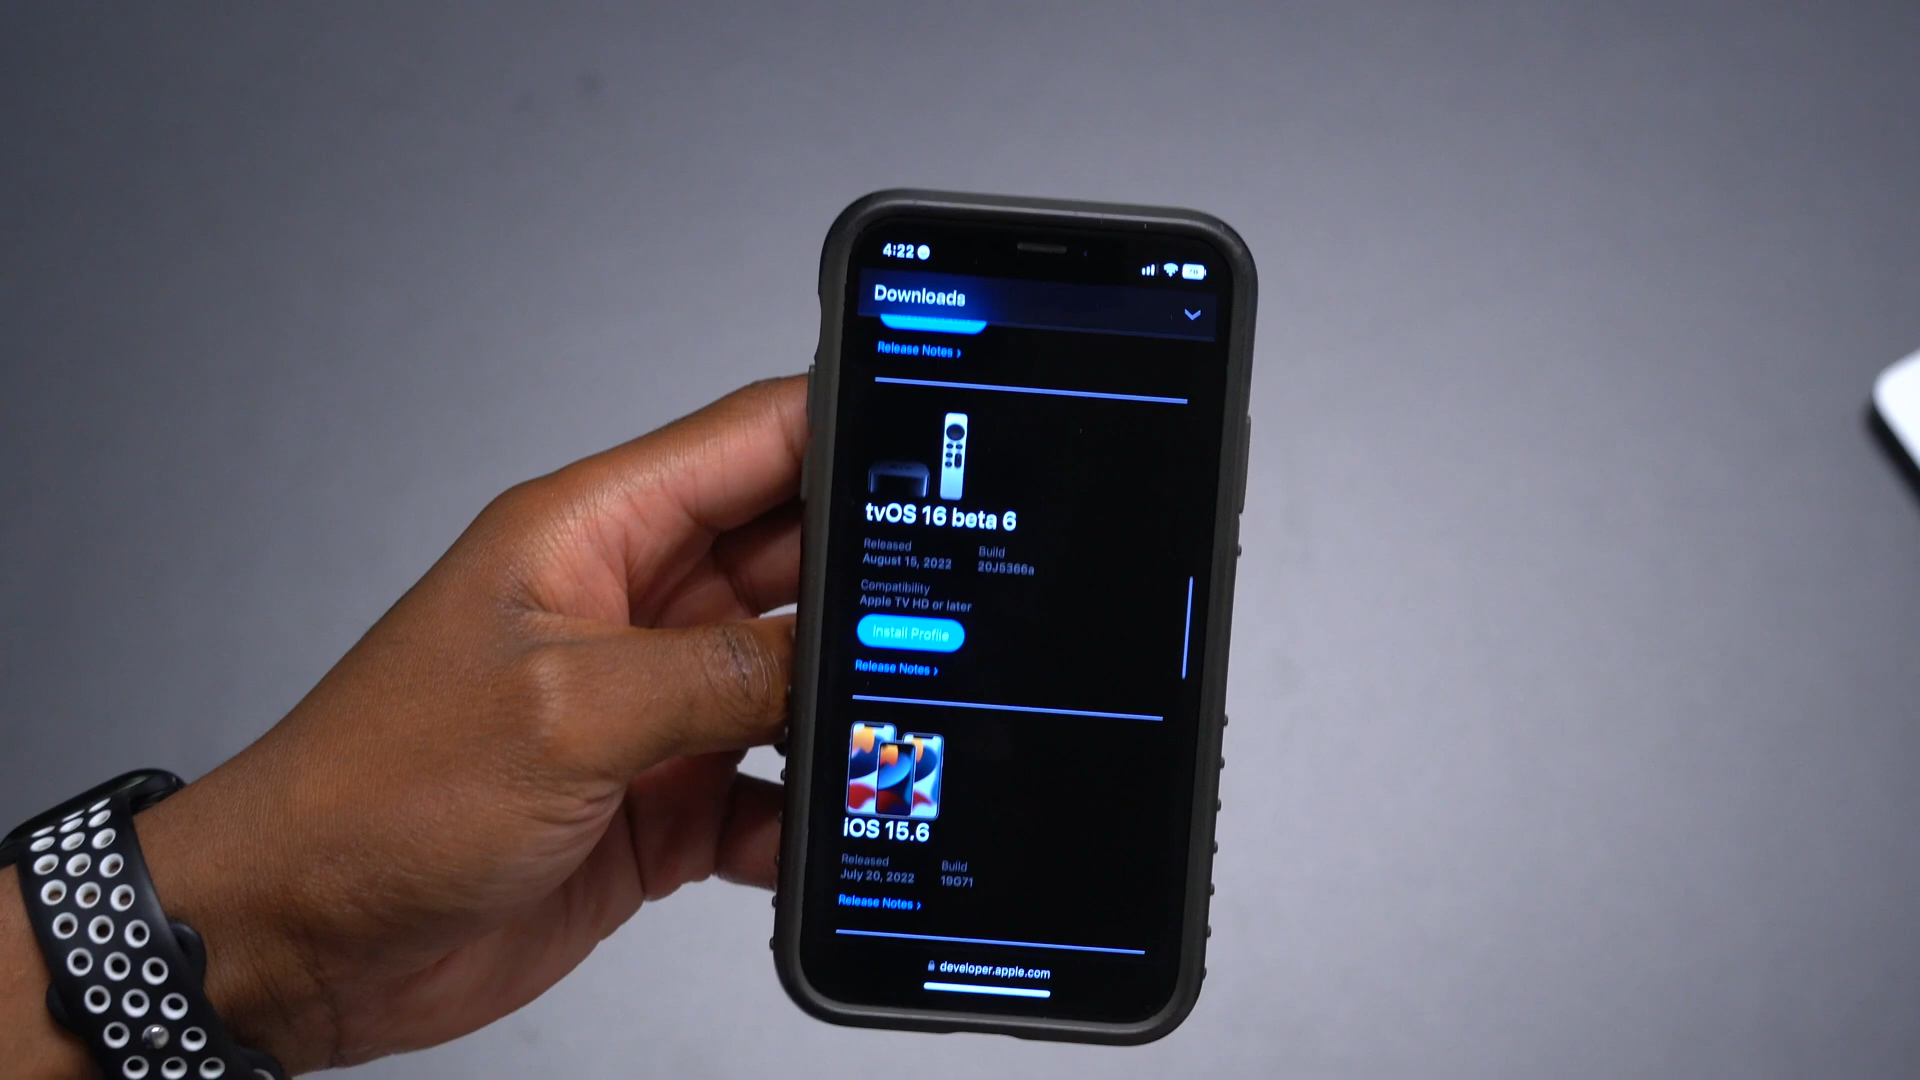 4:22
Downloads
Release Notes ›
tvOS 16 beta 6
Released Build
August 15, 2022 20J5366a
Compatibility
Apple TV HD or later
Install Profile
Release Notes ›
iOS 15.6
Released Build
July 20, 2022 19G71
Release Notes ›
developer.apple.com